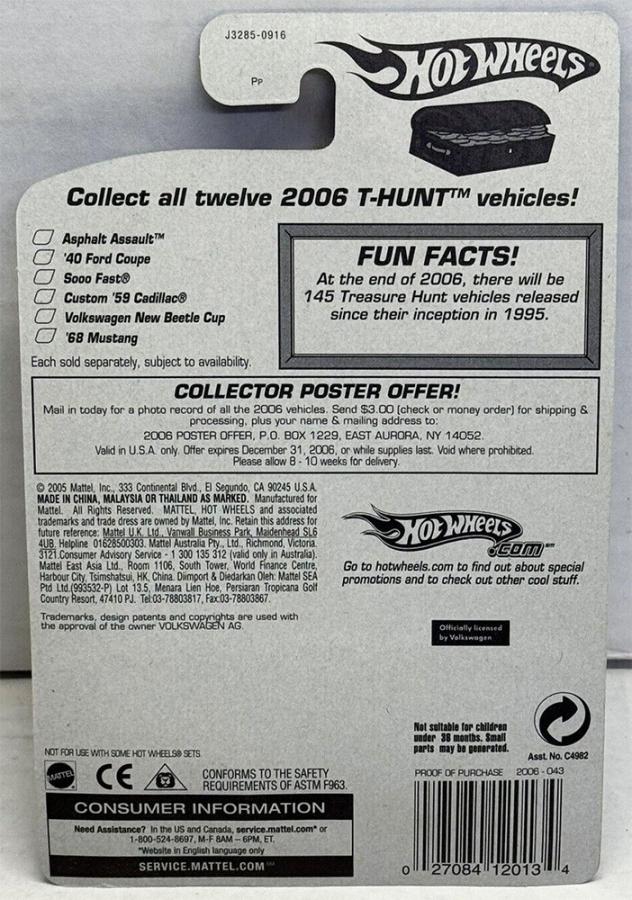 J3285-0916
Pp
HOT WHEELS
Collect all twelve 2006 T-HUNT™ vehicles!
Asphalt Assault™
'40 Ford Coupe
Sooo Fast®
Custom '59 Cadillac®
Volkswagen New Beetle Cup
'68 Mustang
Each sold separately, subject to availability.
FUN FACTS!
At the end of 2006, there will be
145 Treasure Hunt vehicles released
since their inception in 1995.
COLLECTOR POSTER OFFER!
Mail in today for a photo record of all the 2006 vehicles. Send $3.00 (check or money order) for shipping &
processing, plus your name & mailing address to:
2006 POSTER OFFER, P.O. BOX 1229, EAST AURORA, NY 14052.
Valid in U.S.A. only. Offer expires December 31, 2006, or while supplies last. Void where prohibited.
Please allow 8 - 10 weeks for delivery.
© 2005 Mattel, Inc., 333 Continental Blvd., El Segundo, CA 90245 U.S.A.
MADE IN CHINA, MALAYSIA OR THAILAND AS MARKED. Manufactured for
Mattel. All Rights Reserved. MATTEL, HOT WHEELS and associated
trademarks and trade dress are owned by Mattel, Inc. Retain this address for
future reference: Mattel U.K. Ltd., Vanwall Business Park, Maidenhead SL6
4UB. Helpline 01628500303. Mattel Australia Pty., Ltd., Richmond, Victoria.
3121.Consumer Advisory Service - 1 300 135 312 (valid only in Australia).
Mattel East Asia Ltd., Room 1106, South Tower, World Finance Centre,
Harbour City, Tsimshatsui, HK, China. Diimport & Diedarkan Oleh: Mattel SEA
Ptd Ltd.(993532-P) Lot 13.5, Menara Lien Hoe, Persiaran Tropicana Golf
Country Resort, 47410 PJ. Tel:03-78803817, Fax:03-78803867.
Trademarks, design patents and copyrights are used with
the approval of the owner VOLKSWAGEN AG.
HOT WHEELS
.COM™
Go to hotwheels.com to find out about special
promotions and to check out other cool stuff.
Officially licensed
by Volkswagen
Not suitable for children
under 36 months. Small
parts may be generated.
Asst. No. C4982
NOT FOR USE WITH SOME HOT WHEELS® SETS.
MATTEL
CE
CONFORMS TO THE SAFETY
REQUIREMENTS OF ASTM F963.
PROOF OF PURCHASE 2006 - 043
CONSUMER INFORMATION
Need Assistance? In the US and Canada, service.mattel.com* or
1-800-524-8697, M-F 8AM – 6PM, ET.
*Website in English language only
SERVICE.MATTEL.COM℠
0 27084 12013 4